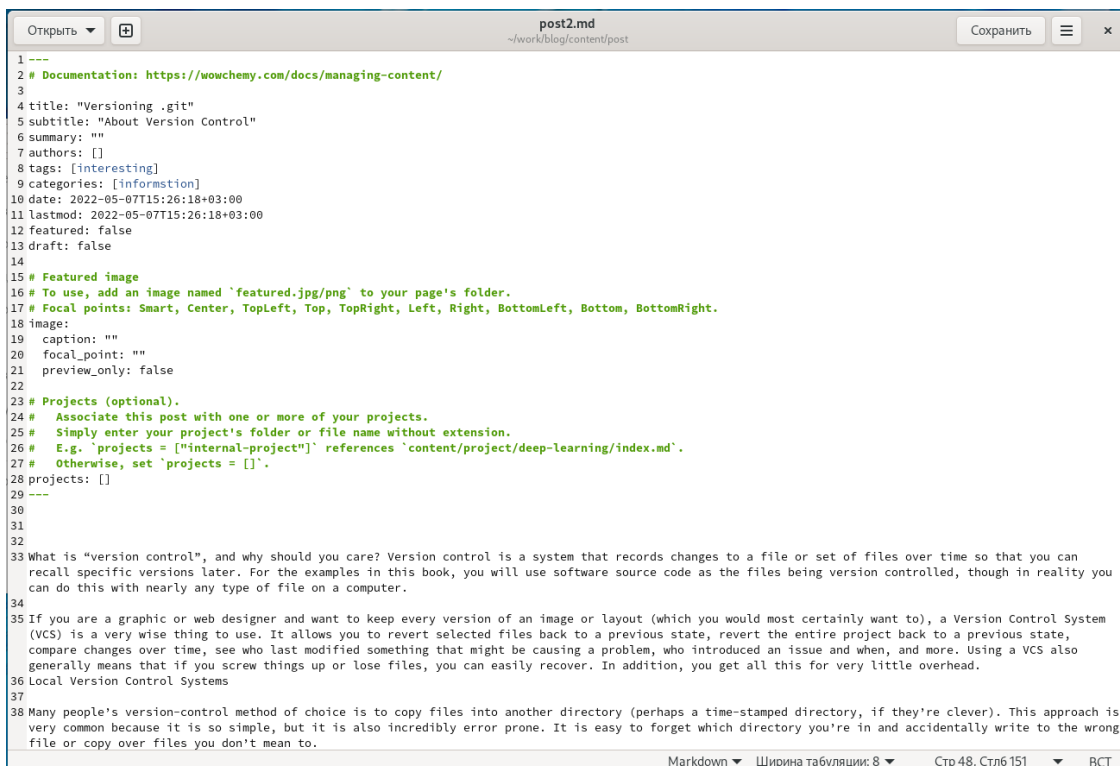 Открыть
post2.md
~/work/blog/content/post
Сохранить
1 ---
2 # Documentation: https://wowchemy.com/docs/managing-content/
3
4 title: "Versioning .git"
5 subtitle: "About Version Control"
6 summary: ""
7 authors: []
8 tags: [interesting]
9 categories: [informstion]
10 date: 2022-05-07T15:26:18+03:00
11 lastmod: 2022-05-07T15:26:18+03:00
12 featured: false
13 draft: false
14
15 # Featured image
16 # To use, add an image named `featured.jpg/png` to your page's folder.
17 # Focal points: Smart, Center, TopLeft, Top, TopRight, Left, Right, BottomLeft, Bottom, BottomRight.
18 image:
19   caption: ""
20   focal_point: ""
21   preview_only: false
22
23 # Projects (optional).
24 #   Associate this post with one or more of your projects.
25 #   Simply enter your project's folder or file name without extension.
26 #   E.g. `projects = ["internal-project"]` references `content/project/deep-learning/index.md`.
27 #   Otherwise, set `projects = []`.
28 projects: []
29 ---
30
31
32
33 What is “version control”, and why should you care? Version control is a system that records changes to a file or set of files over time so that you can
recall specific versions later. For the examples in this book, you will use software source code as the files being version controlled, though in reality you
can do this with nearly any type of file on a computer.
34
35 If you are a graphic or web designer and want to keep every version of an image or layout (which you would most certainly want to), a Version Control System
(VCS) is a very wise thing to use. It allows you to revert selected files back to a previous state, revert the entire project back to a previous state,
compare changes over time, see who last modified something that might be causing a problem, who introduced an issue and when, and more. Using a VCS also
generally means that if you screw things up or lose files, you can easily recover. In addition, you get all this for very little overhead.
36 Local Version Control Systems
37
38 Many people’s version-control method of choice is to copy files into another directory (perhaps a time-stamped directory, if they’re clever). This approach is
very common because it is so simple, but it is also incredibly error prone. It is easy to forget which directory you’re in and accidentally write to the wrong
file or copy over files you don’t mean to.
Markdown Ширина табуляции: 8 Стр 48, Стлб 151 ВСТ